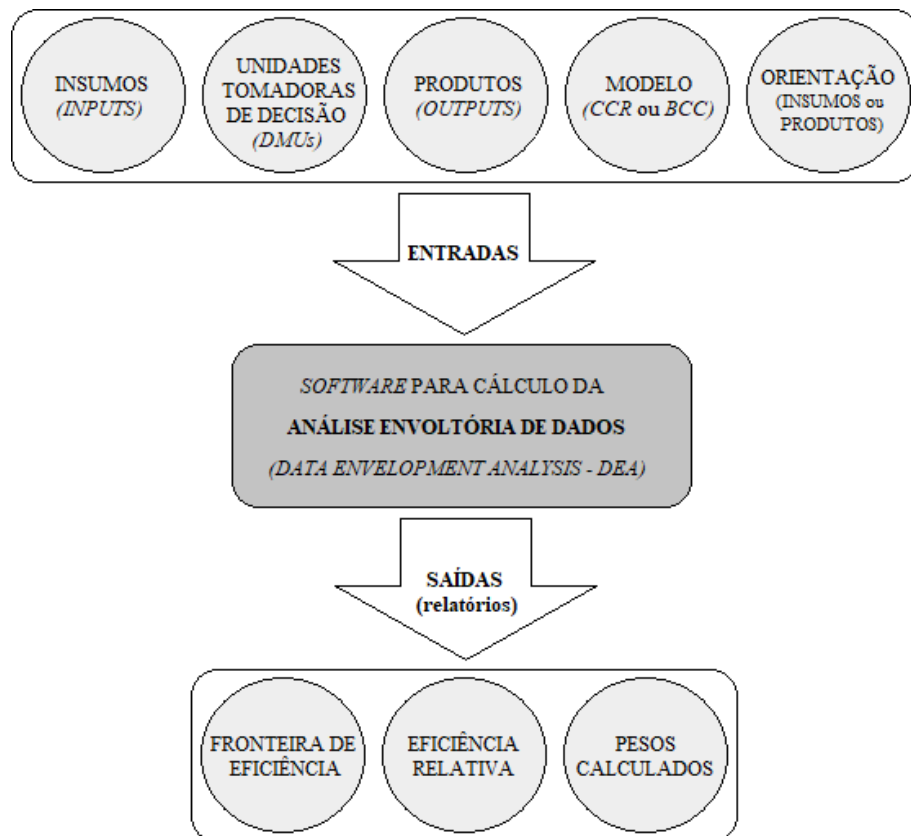 INSUMOS
(INPUTS)
UNIDADES
TOMADORAS
DE DECISÃO
(DMUs)
PRODUTOS
(OUTPUTS)
MODELO
(CCR ou BCC)
ORIENTAÇÃO
(INSUMOS ou
PRODUTOS)
ENTRADAS
SOFTWARE PARA CÁLCULO DA
ANÁLISE ENVOLTÓRIA DE DADOS
(DATA ENVELOPMENT ANALYSIS - DEA)
SAÍDAS
(relatórios)
FRONTEIRA DE
EFICIÊNCIA
EFICIÊNCIA
RELATIVA
PESOS
CALCULADOS